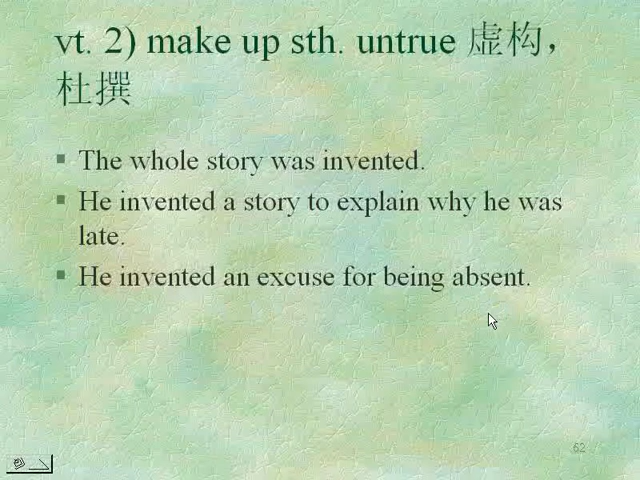 vt. 2) make up sth. untrue 虚构，
杜撰
▪ The whole story was invented.
▪ He invented a story to explain why he was
late.
▪ He invented an excuse for being absent.
52